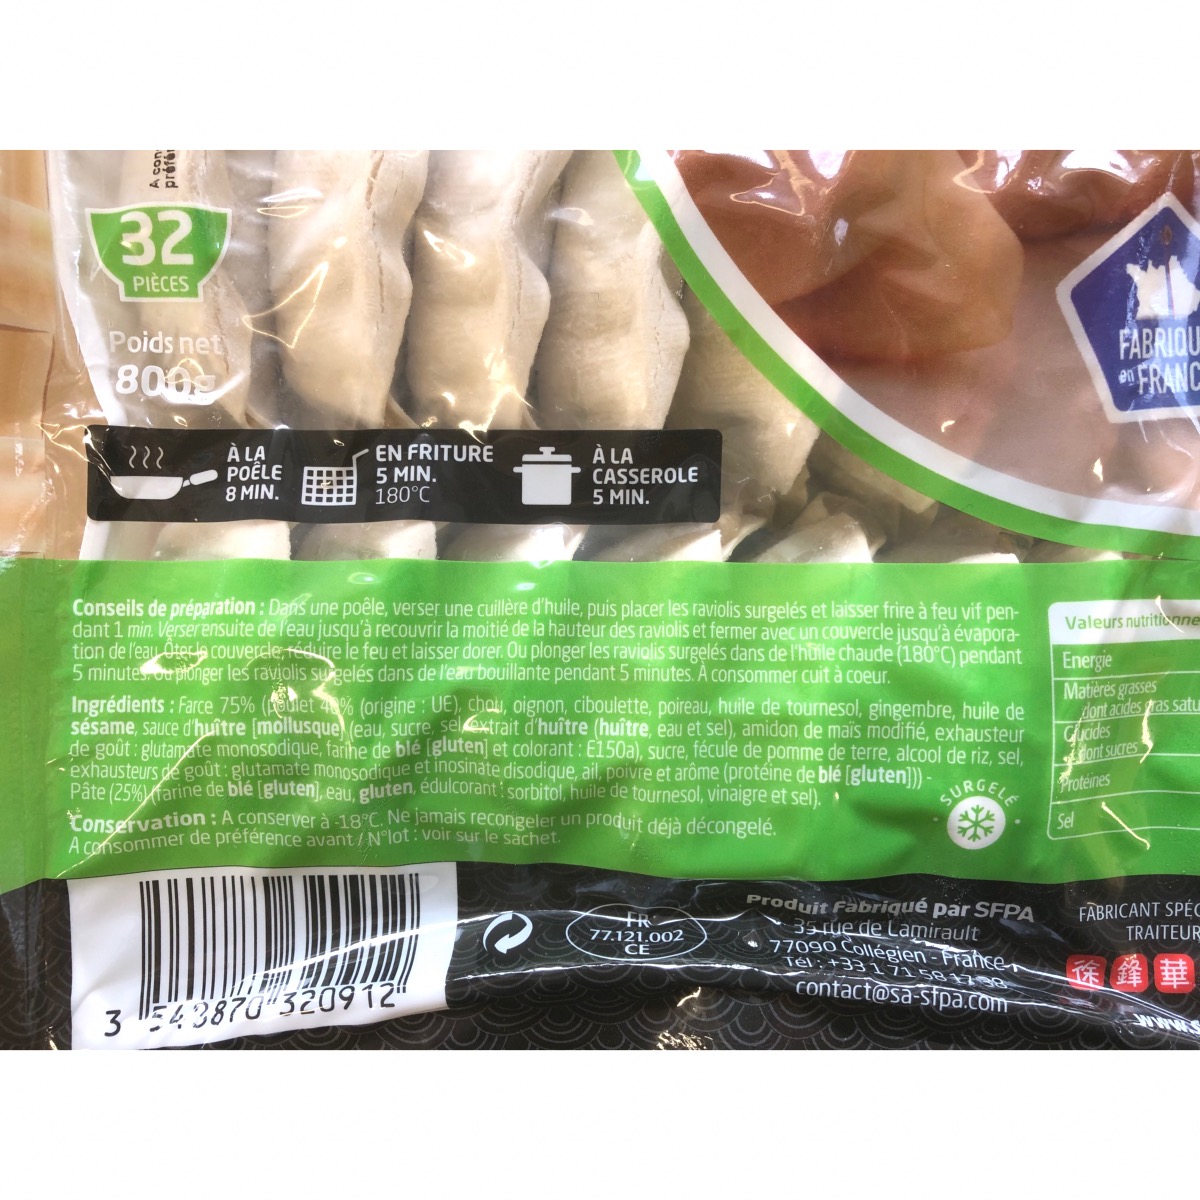 A con
préfér
32
PIÈCES
Poids net
800g
À LA
POÊLE
8 MIN.
EN FRITURE
5 MIN.
180°C
À LA
CASSEROLE
5 MIN.
FABRIQU
en FRANC
Conseils de préparation : Dans une poêle, verser une cuillère d'huile, puis placer les raviolis surgelés et laisser frire à feu vif pen-
dant 1 min. Verser ensuite de l'eau jusqu'à recouvrir la moitié de la hauteur des raviolis et fermer avec un couvercle jusqu'à évapora-
tion de l'eau. Ôter le couvercle, réduire le feu et laisser dorer. Ou plonger les raviolis surgelés dans de l'huile chaude (180°C) pendant
5 minutes. Ou plonger les raviolis surgelés dans de l'eau bouillante pendant 5 minutes. A consommer cuit à coeur.
Ingrédients : Farce 75% (poulet % (origine : UE), chou, oignon, ciboulette, poireau, huile de tournesol, gingembre, huile de
sésame, sauce d'huître [mollusque] (eau, sucre, sel, extrait d'huître (huître, eau et sel), amidon de maïs modifié, exhausteur
de goût : glutamate monosodique, farine de blé [gluten] et colorant : E150a), sucre, fécule de pomme de terre, alcool de riz, sel,
exhausteurs de goût : glutamate monosodique et inosinate disodique, ail, poivre et arôme (protéine de blé [gluten])) -
Pâte (25%) (farine de blé [gluten], eau, gluten, édulcorant : sorbitol, huile de tournesol, vinaigre et sel).
Conservation : A conserver à -18°C. Ne jamais recongeler un produit déjà décongelé.
A consommer de préférence avant / N°lot : voir sur le sachet.
SURGELÉ
Valeurs nutritionne
Energie
Matières grasses
dont acides gras satu
Glucides
dont sucres
Protéines
Sel
3 543870 320912
FR
77.121.002
CE
Produit Fabriqué par SFPA
35 rue de Lamirault
77090 Collégien - France
Tél : +33 1 71 58 17 98
contact@sa-sfpa.com
FABRICANT SPÉC
TRAITEUR
徐 鋒 華
www.s